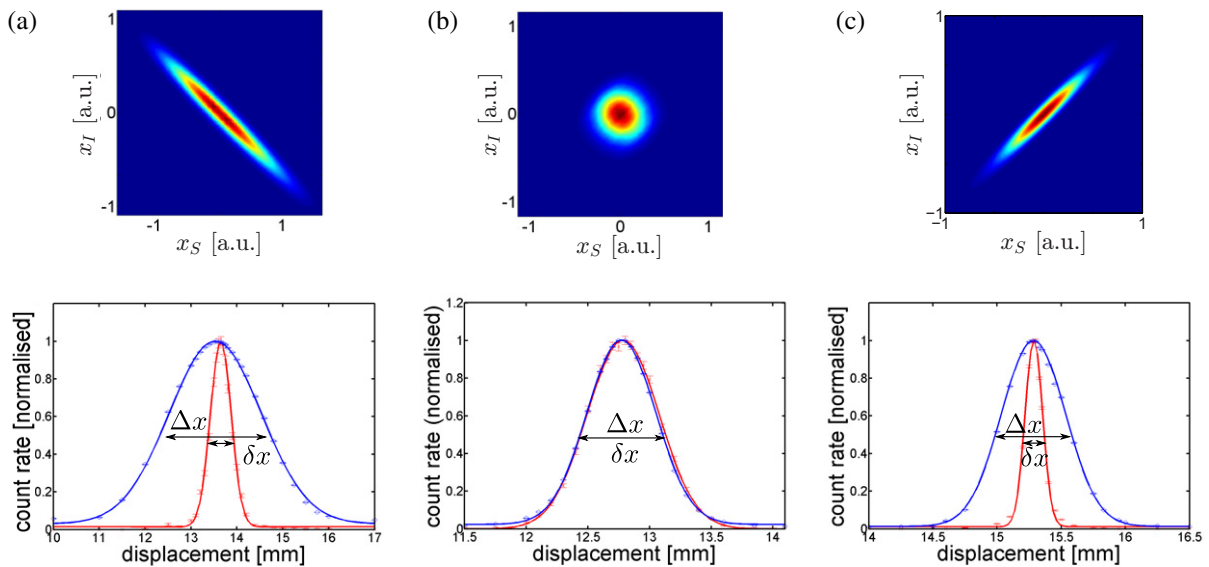 (a)
1
0
-1
x_I [a.u.]
-1
1
x_S [a.u.]
(b)
1
0
-1
x_I [a.u.]
-1
0
1
x_S [a.u.]
(c)
1
0
−1
x_I [a.u.]
−1
0
1
x_S [a.u.]
count rate [normalised]
1
0.8
0.6
0.4
0.2
0
Δx
δx
10 11 12 13 14 15 16 17
displacement [mm]
count rate (normalised)
1.2
1
0.8
0.6
0.4
0.2
0
Δx
δx
11.5 12 12.5 13 13.5 14
displacement [mm]
count rate [normalised]
1
0.8
0.6
0.4
0.2
0
Δx
δx
14 14.5 15 15.5 16 16.5
displacement [mm]